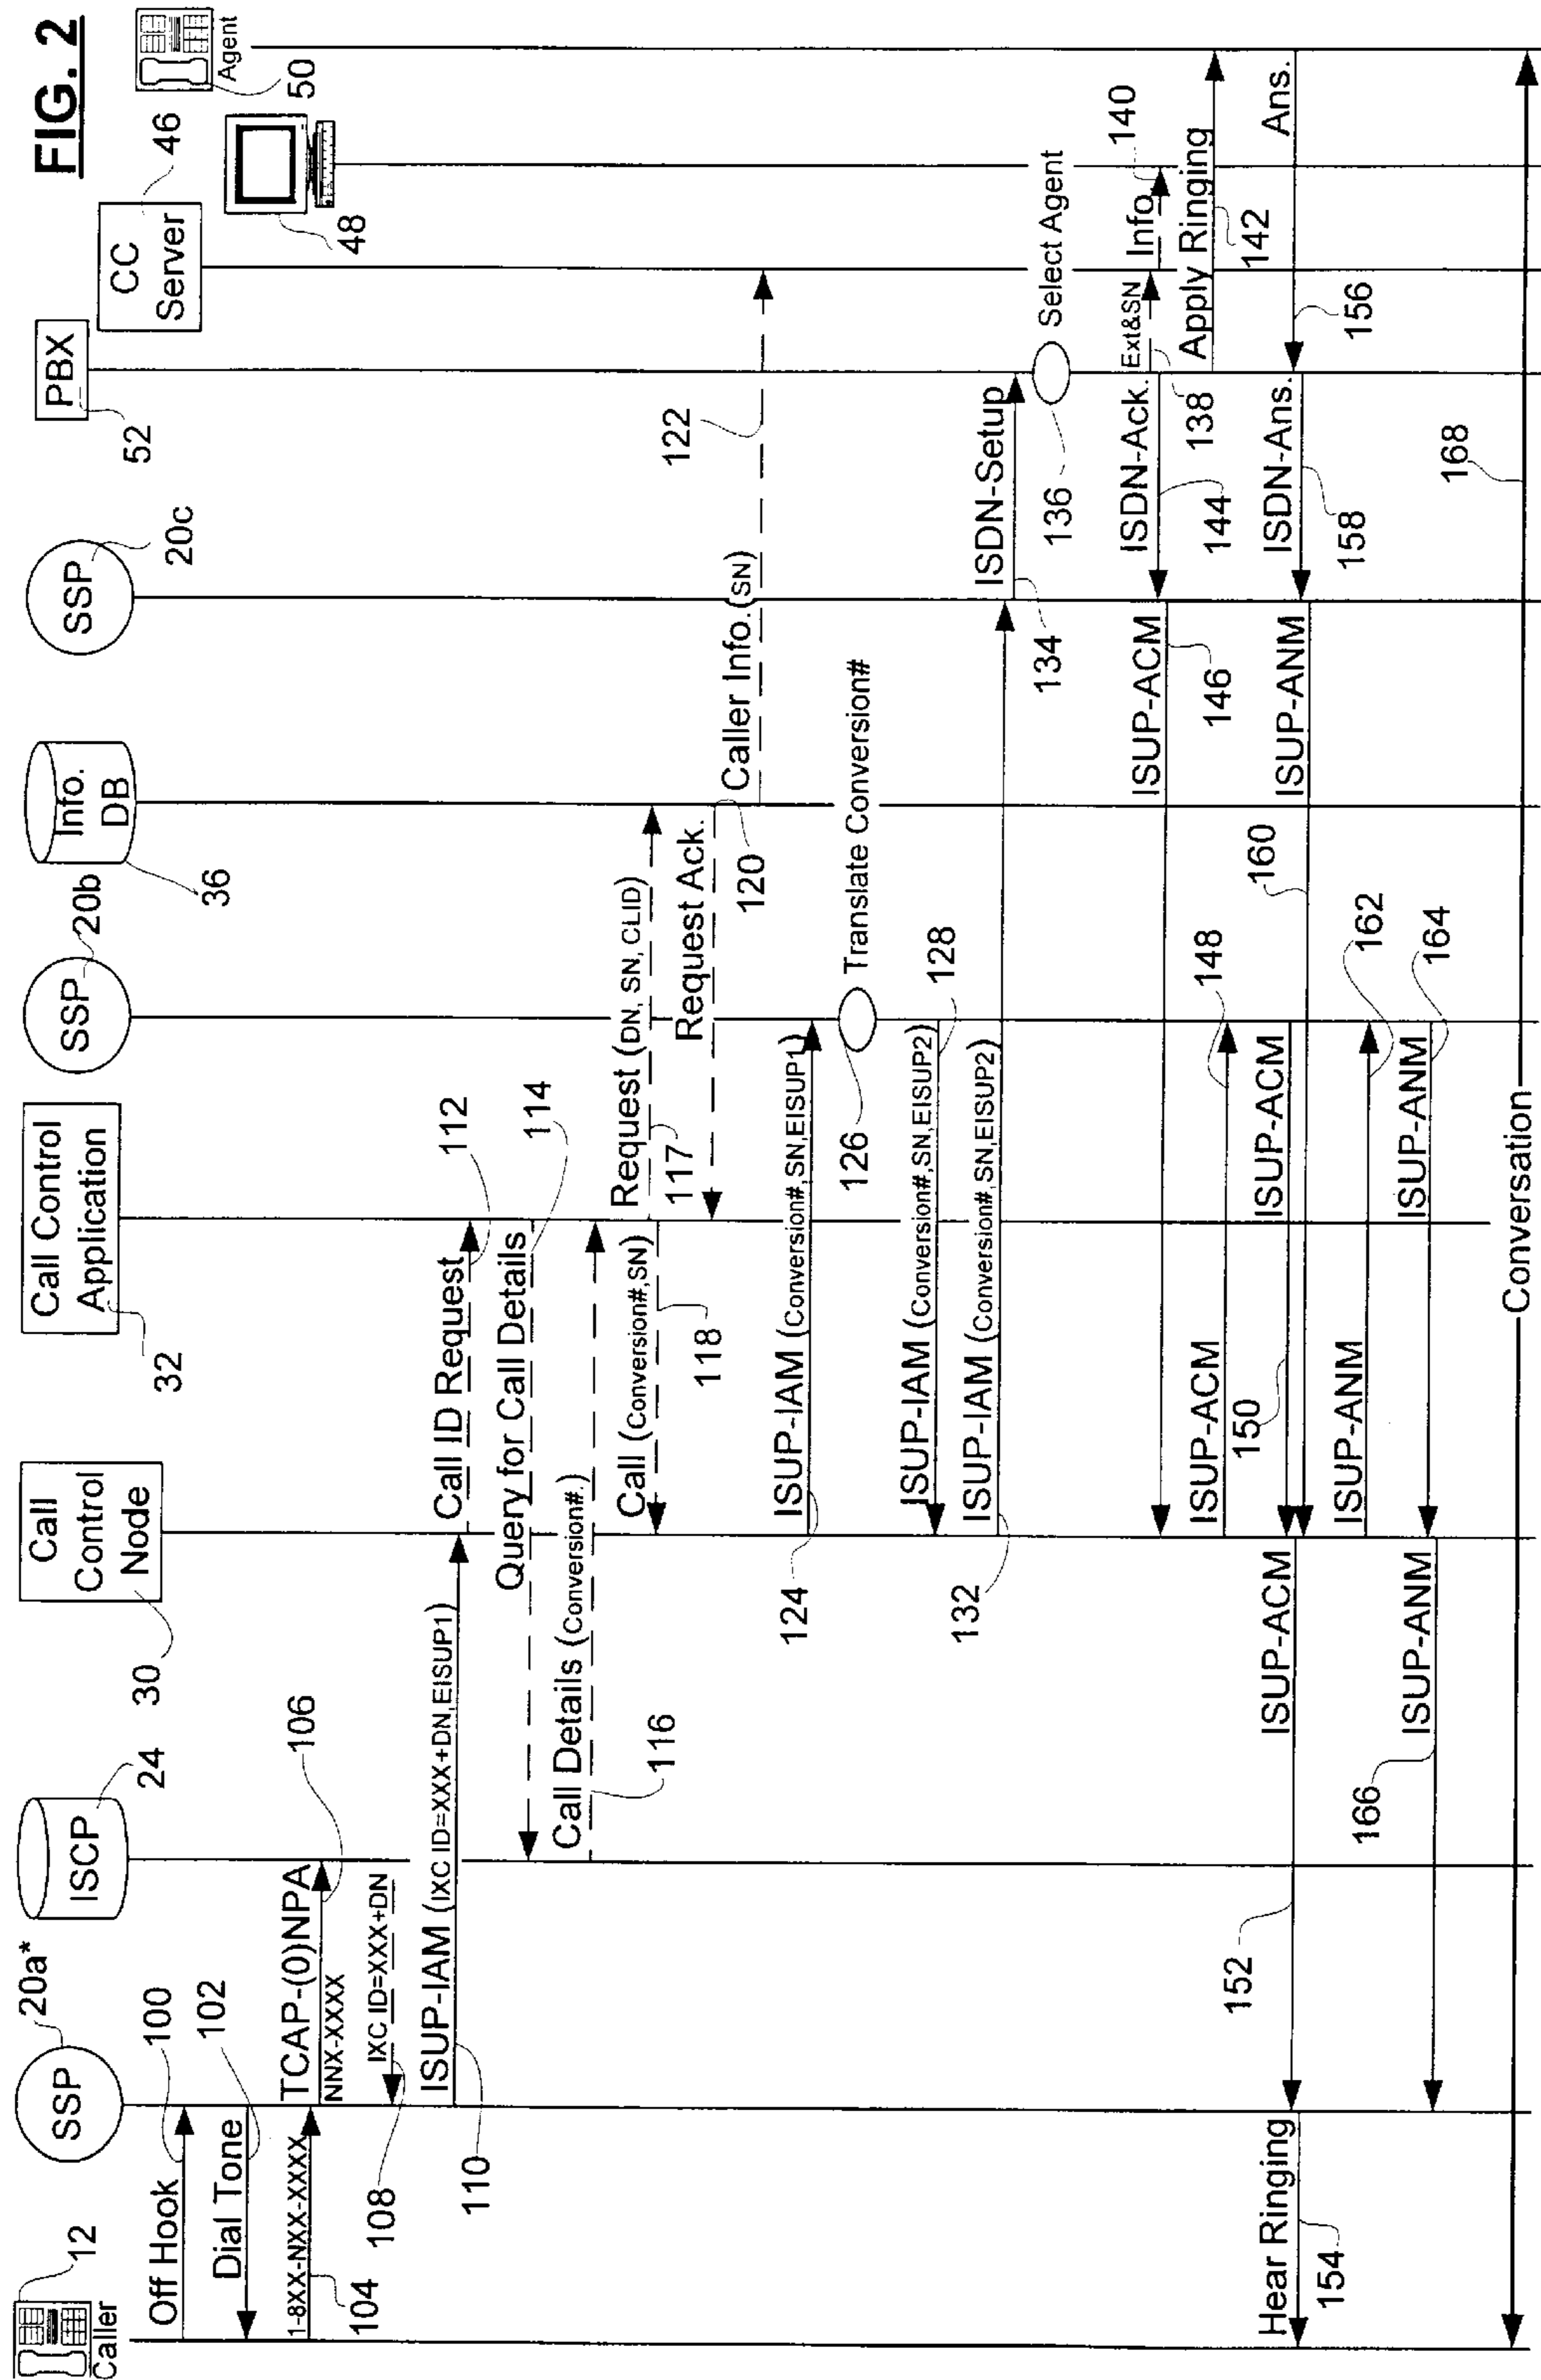 FIG. 2
12
Caller
SSP
20a*
ISCP
24
Call
Control
Node
30
Call Control
Application
32
SSP
20b
Info.
DB
36
SSP
20c
PBX
52
CC
Server
46
48
Agent
50
Off Hook
100
Dial Tone
102
1-8XX-NXX-XXXX
104
TCAP-(0)NPA
NNX-XXXX
106
IXC ID=XXX+DN
108
ISUP-IAM (IXC ID=XXX+DN,EISUP1)
110
Call ID Request
112
Query for Call Details
114
Call Details (Conversion#.)
116
Request (DN, SN, CLID)
117
Call (Conversion#,SN)
118
Request Ack.
120
Caller Info. (SN)
122
ISUP-IAM (Conversion#,SN,EISUP1)
124
Translate Conversion#
126
ISUP-IAM (Conversion#,SN,EISUP2)
128
ISUP-IAM (Conversion#,SN,EISUP2)
132
ISDN-Setup
134
Select Agent
136
Ext&SN
138
Info.
140
Apply Ringing
142
ISDN-Ack.
144
ISUP-ACM
146
ISUP-ACM
148
ISUP-ACM
150
ISUP-ACM
152
Hear Ringing
154
Ans.
156
ISDN-Ans.
158
ISUP-ANM
160
ISUP-ANM
162
ISUP-ANM
164
ISUP-ANM
166
Conversation
168